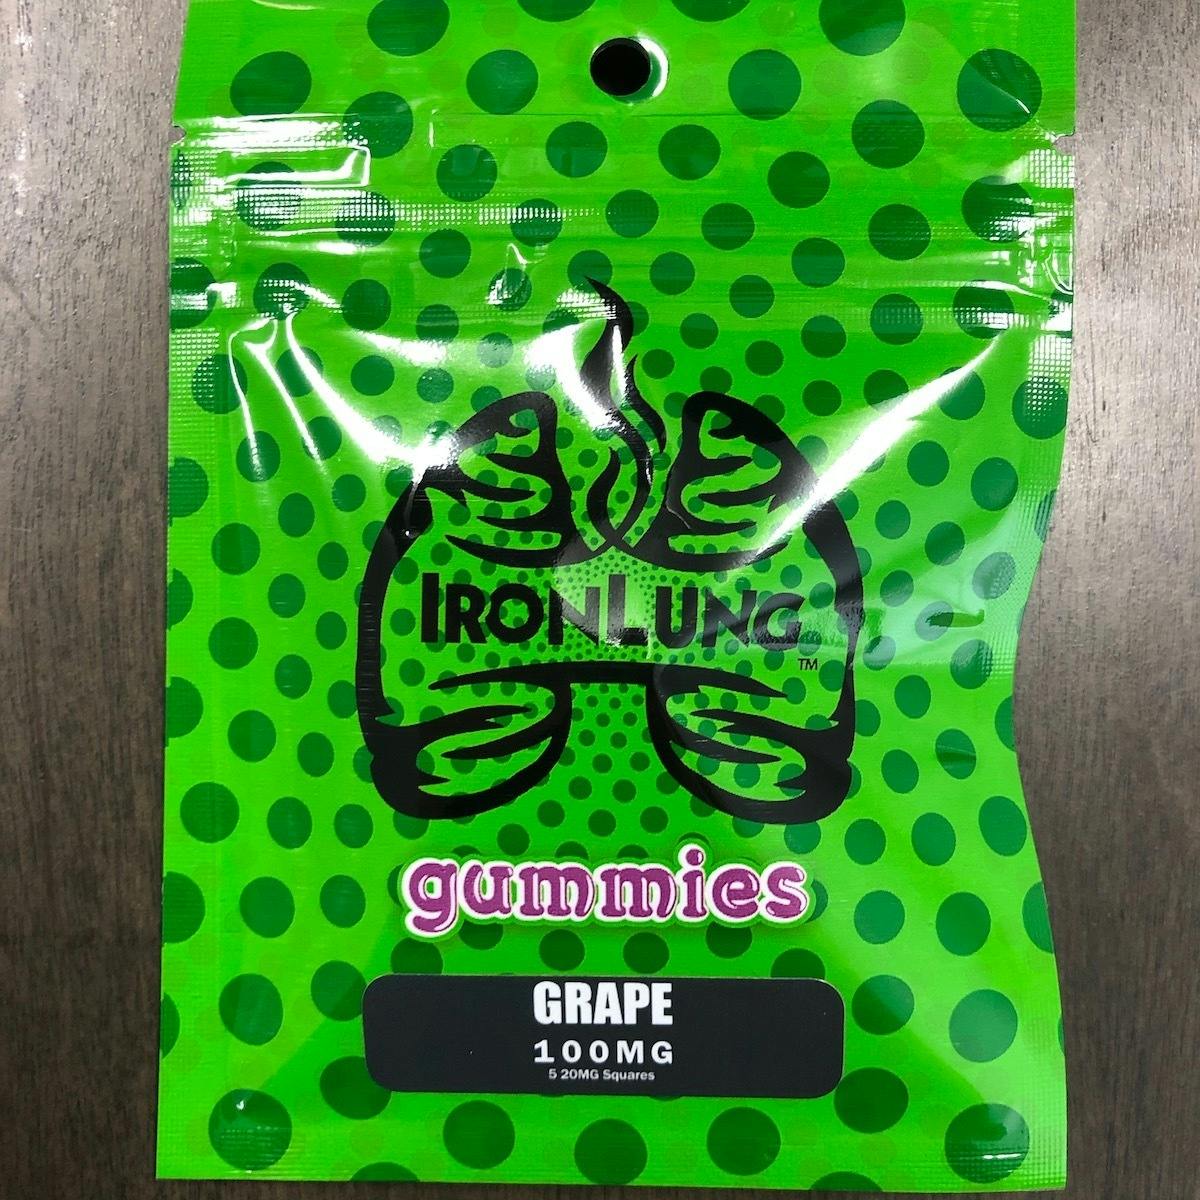 IRONLUNG
TM
gummies
GRAPE
100MG
5 20MG Squares